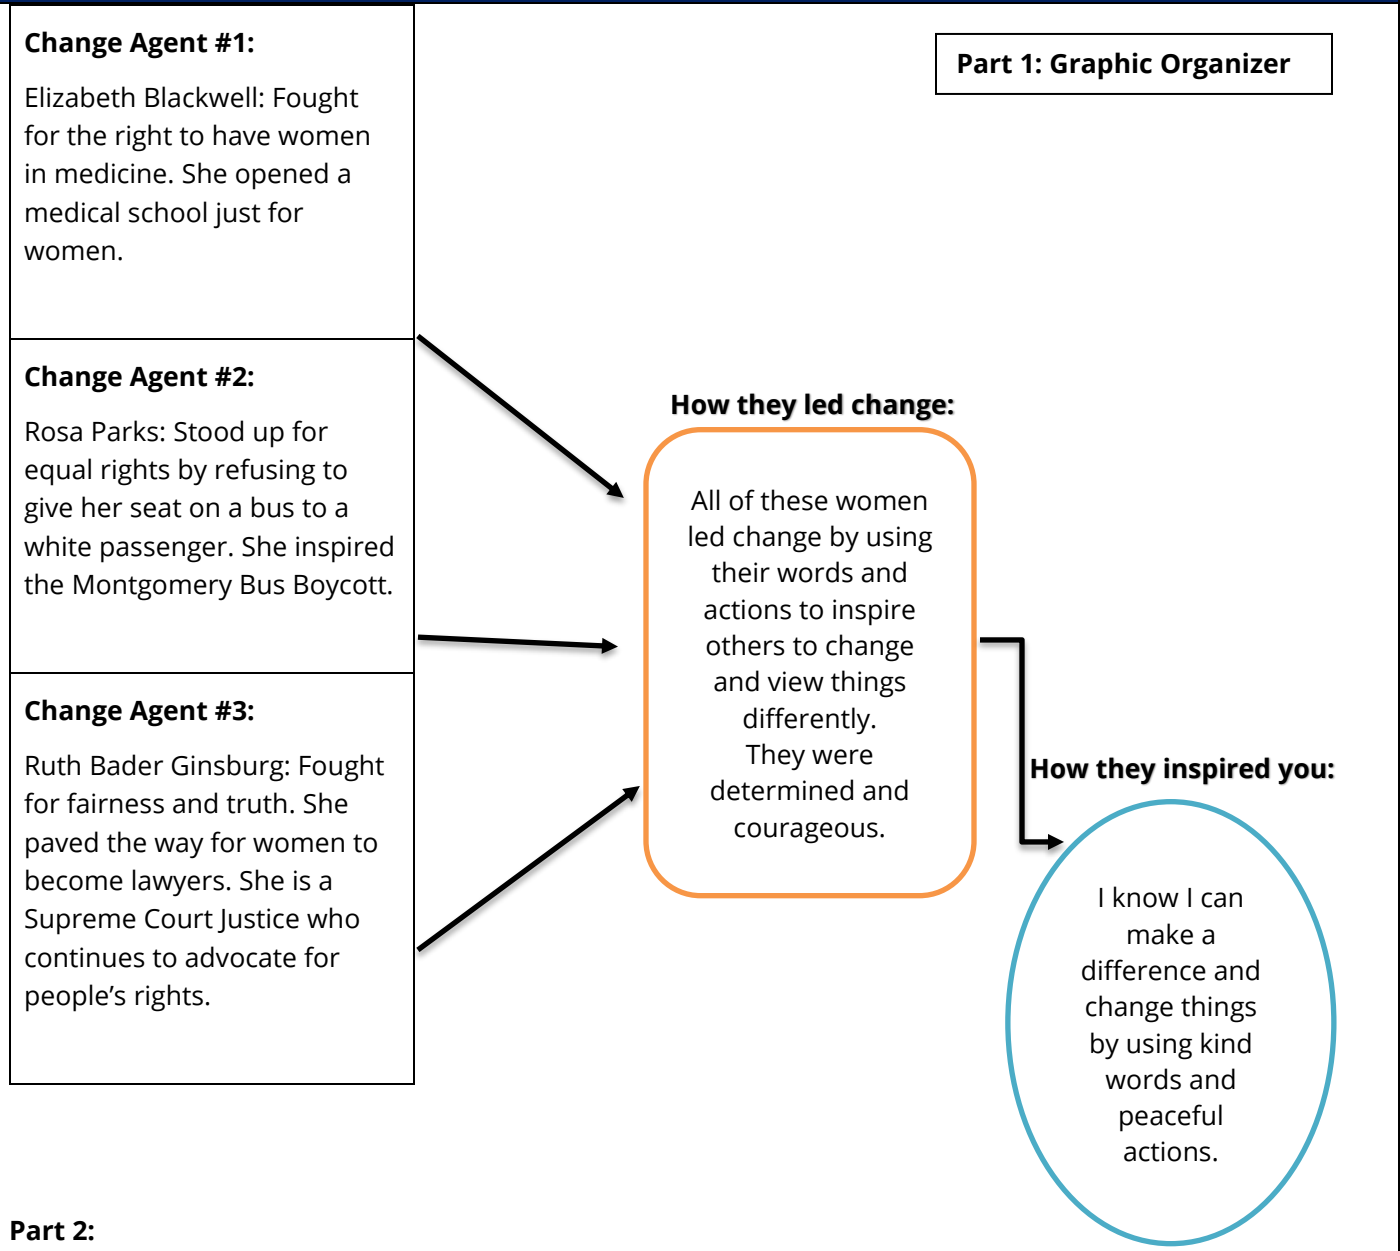 Change Agent #1:
Elizabeth Blackwell: Fought
for the right to have women
in medicine. She opened a
medical school just for
women.
Part 1: Graphic Organizer
Change Agent #2:
Rosa Parks: Stood up for
equal rights by refusing to
give her seat on a bus to a
white passenger. She inspired
the Montgomery Bus Boycott.
Change Agent #3:
Ruth Bader Ginsburg: Fought
for fairness and truth. She
paved the way for women to
become lawyers. She is a
Supreme Court Justice who
continues to advocate for
people’s rights.
How they led change:
All of these women
led change by using
their words and
actions to inspire
others to change
and view things
differently.
They were
determined and
courageous.
How they inspired you:
I know I can
make a
difference and
change things
by using kind
words and
peaceful
actions.
Part 2: